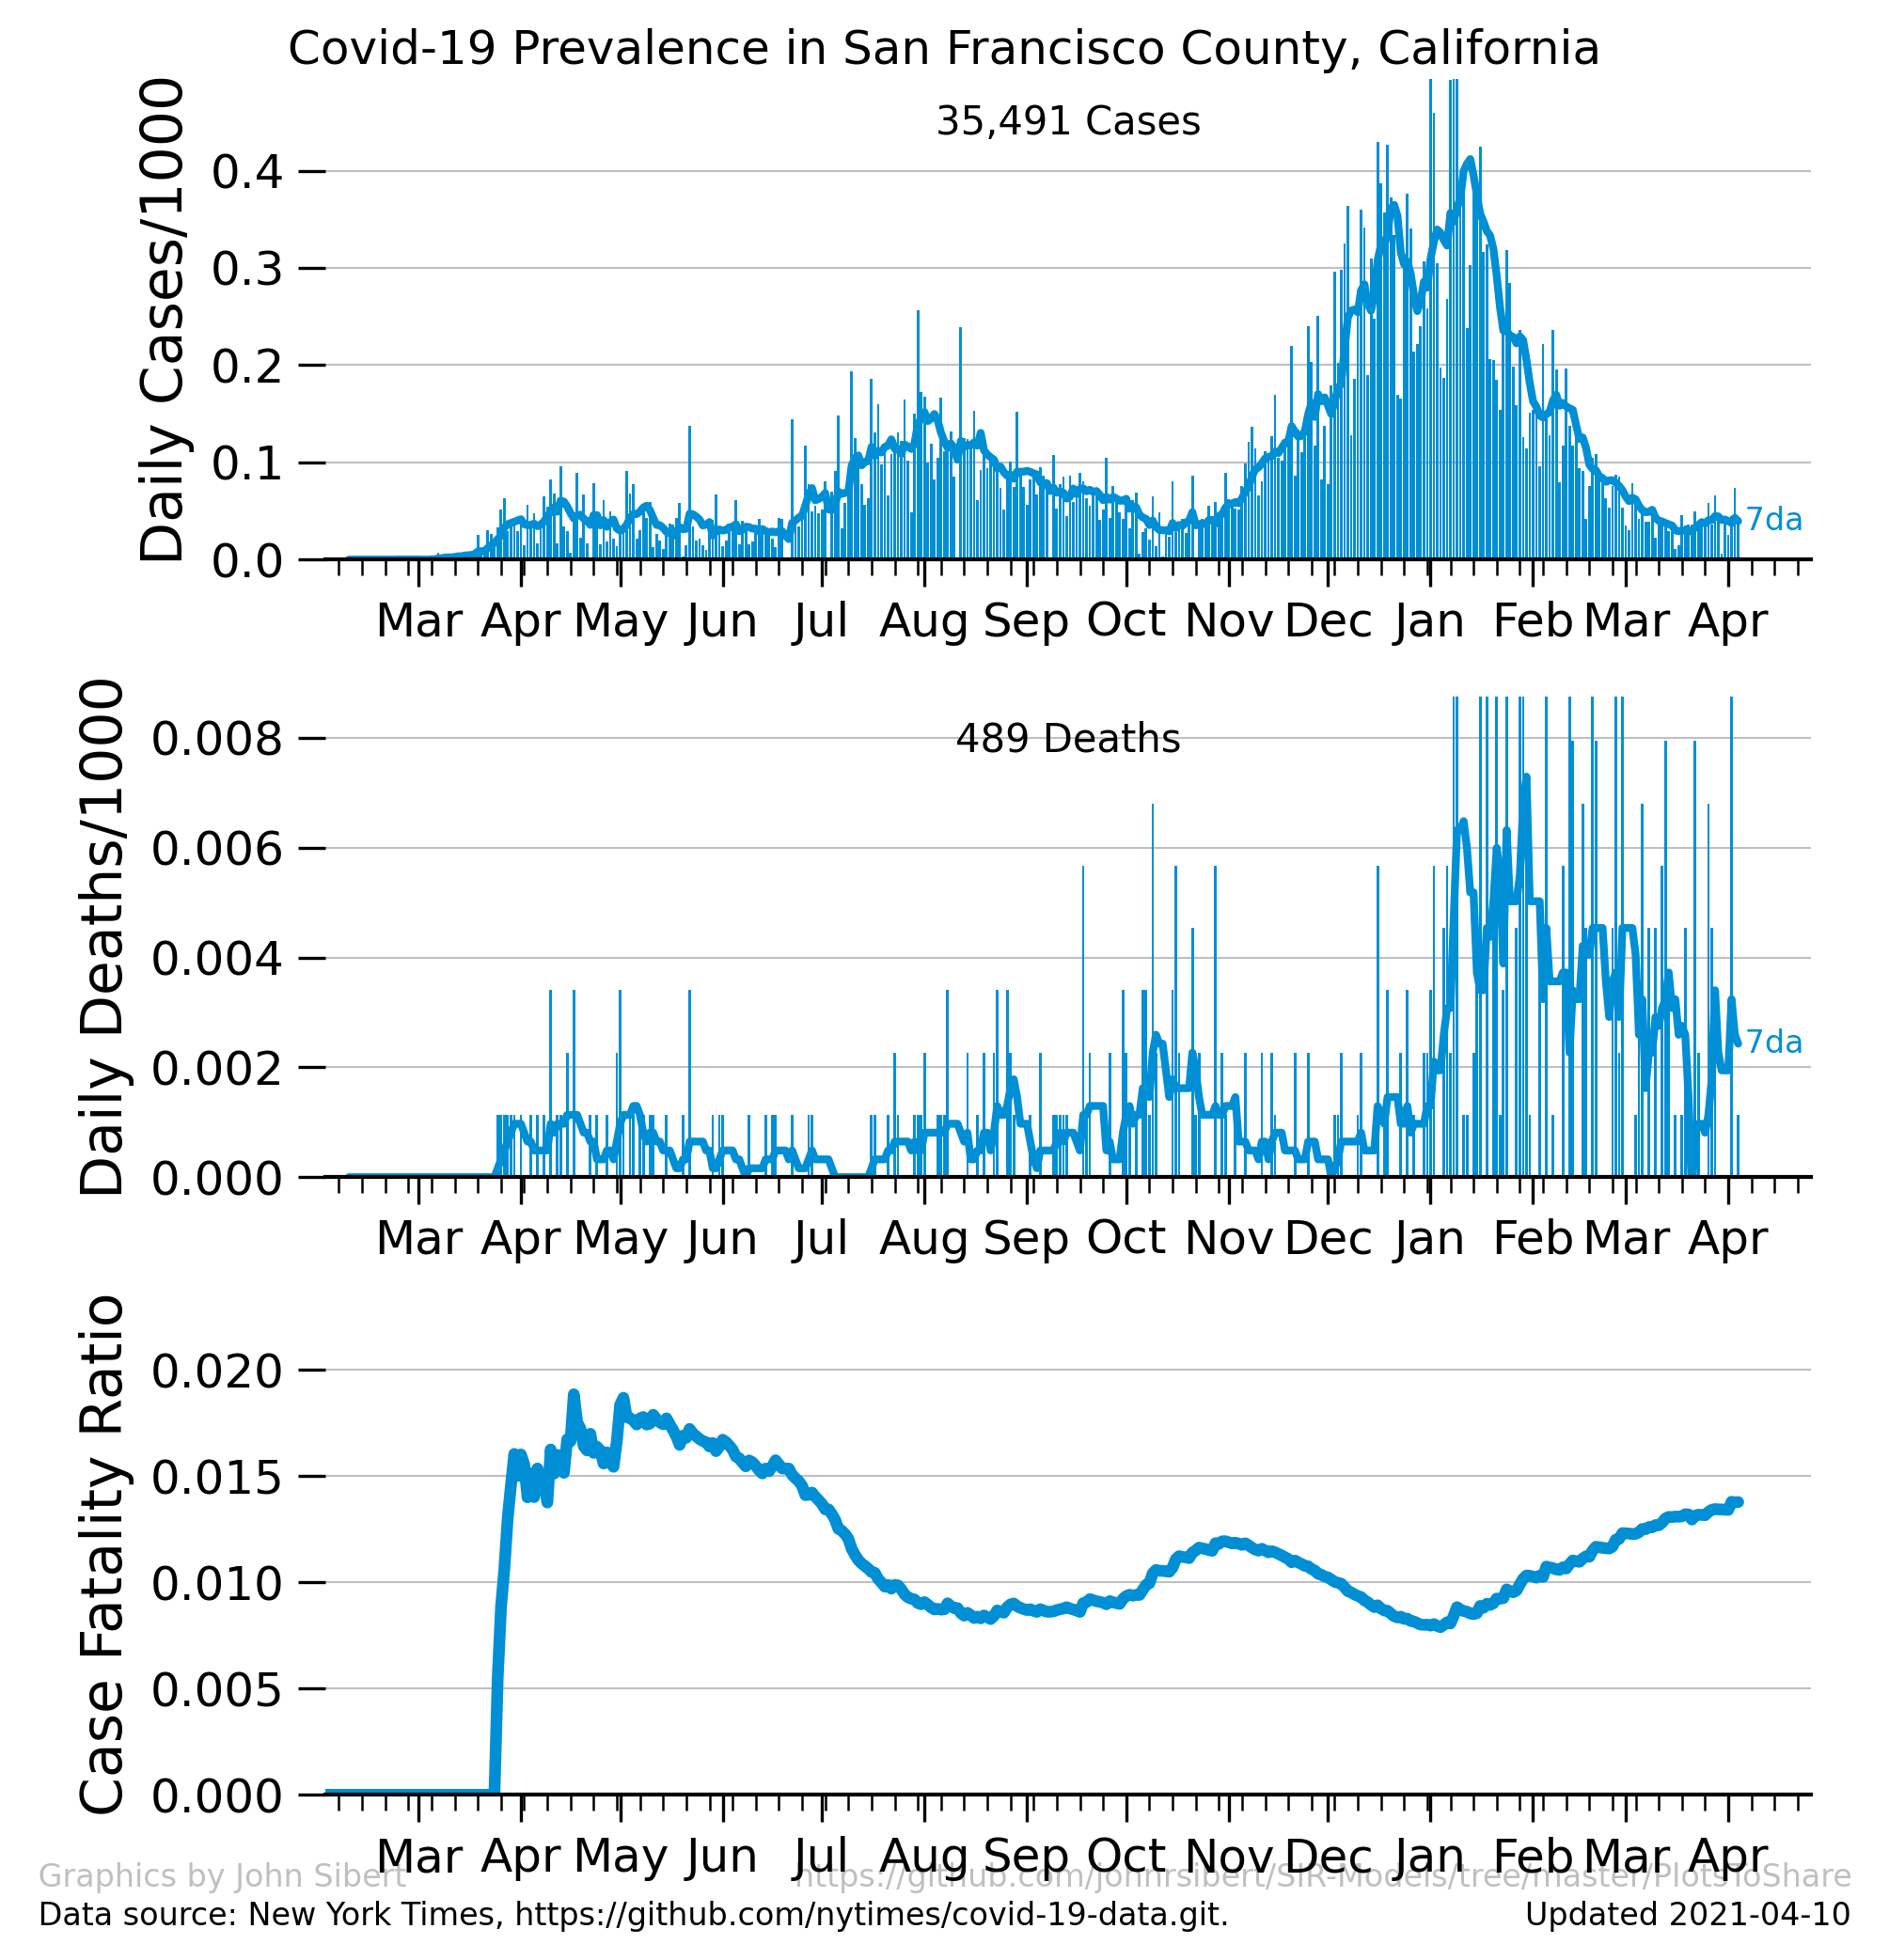 Covid-19 Prevalence in San Francisco County, California
Daily Cases/1000
35,491 Cases
0.4
0.3
0.2
0.1
0.0
7da
Mar Apr May Jun Jul Aug Sep Oct Nov Dec Jan Feb Mar Apr
Daily Deaths/1000
489 Deaths
0.008
0.006
0.004
0.002
0.000
7da
Mar Apr May Jun Jul Aug Sep Oct Nov Dec Jan Feb Mar Apr
Case Fatality Ratio
0.020
0.015
0.010
0.005
0.000
Mar Apr May Jun Jul Aug Sep Oct Nov Dec Jan Feb Mar Apr
Graphics by John Sibert https://github.com/johnrsibert/SIR-Models/tree/master/PlotsToShare
Data source: New York Times, https://github.com/nytimes/covid-19-data.git. Updated 2021-04-10